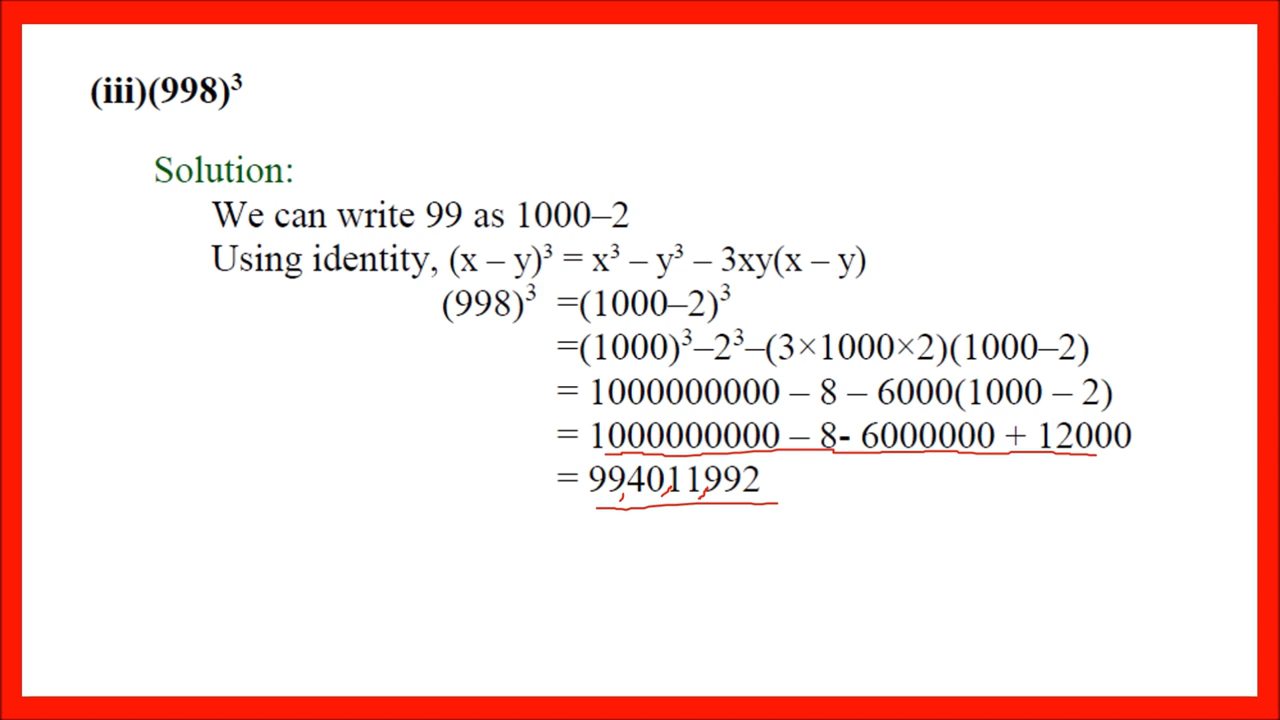 (iii)(998)³
Solution:
We can write 99 as 1000–2
Using identity, (x – y)³ = x³ – y³ – 3xy(x – y)
(998)³ =(1000–2)³
=(1000)³–2³–(3×1000×2)(1000–2)
= 1000000000 – 8 – 6000(1000 – 2)
= 1000000000 – 8- 6000000 + 12000
= 994011992